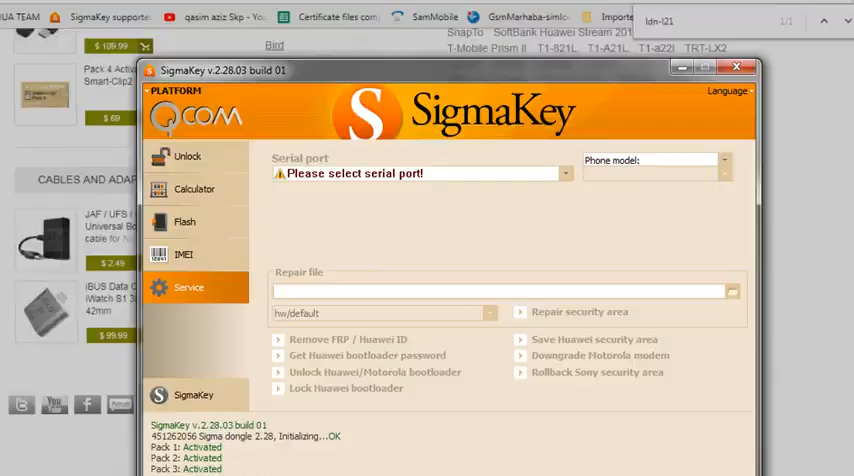 UA TEAM
SigmaKey supporte
qasim aziz Skp - You
Certificate files com
SamMobile
GsmMarhaba-simlo
Importe
ldn-l21
1/1
SnapTo SoftBank Huawei Stream 201
$ 109.99
Bird
T-Mobile Prism II T1-821L T1-A21L T1-a22l TRT-LX2
Pack 4 Activa
Smart-Clip2
$ 69
CABLES AND ADAP
JAF / UFS / C
Universal Bo
cable for N
$ 2.49
iBUS Data C
iWatch S1 3
42mm
$ 99.99
You
Tube
SigmaKey v.2.28.03 build 01
PLATFORM
Language
QCOM
S SigmaKey
Unlock
Calculator
Flash
IMEI
Service
S SigmaKey
Serial port
Please select serial port!
Phone model:
Repair file
hw/default
Repair security area
Remove FRP / Huawei ID
Save Huawei security area
Get Huawei bootloader password
Downgrade Motorola modem
Unlock Huawei/Motorola bootloader
Rollback Sony security area
Lock Huawei bootloader
SigmaKey v.2.28.03 build 01
451262056 Sigma dongle 2.28, Initializing...OK
Pack 1: Activated
Pack 2: Activated
Pack 3: Activated